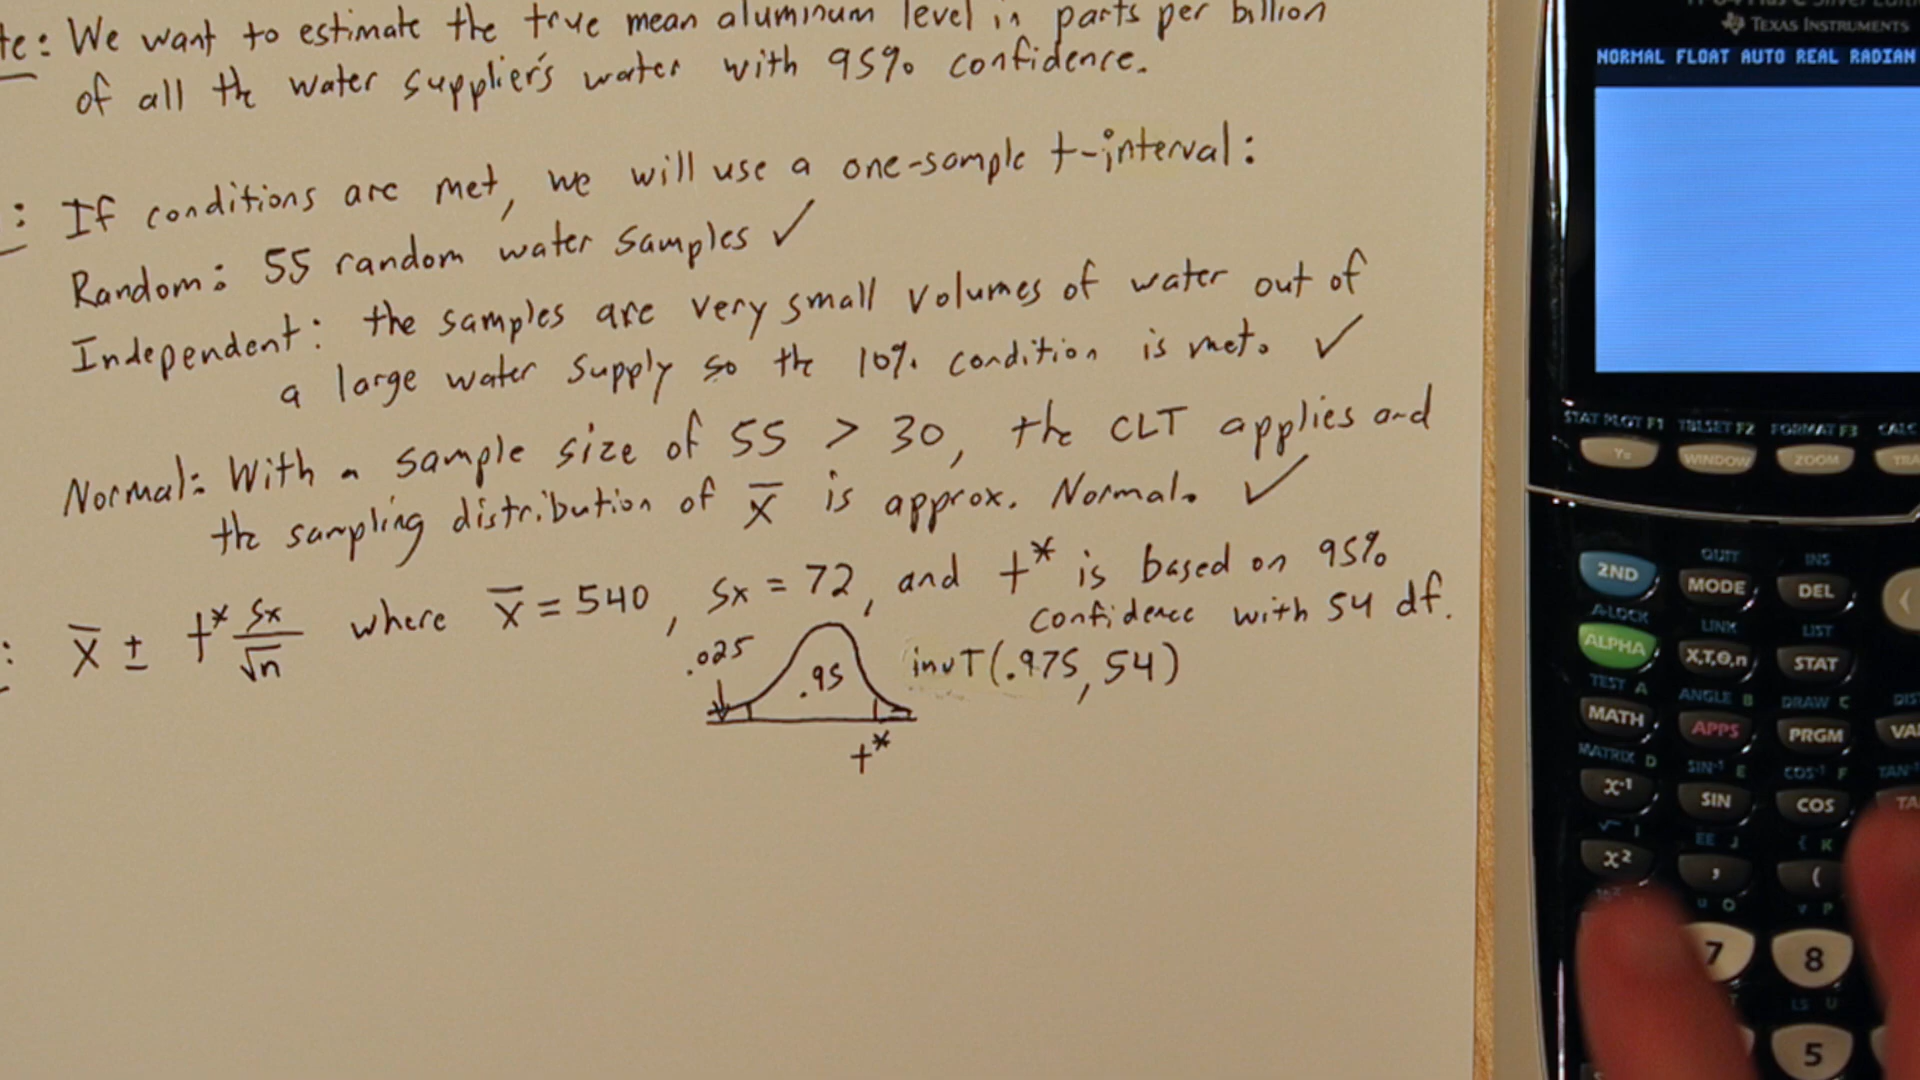 te: We want to estimate the true mean aluminum level in parts per billion
of all the water supplier's water with 95% confidence.
: If conditions are met, we will use a one-sample t-interval:
Random: 55 random water samples ✓
Independent: the samples are very small volumes of water out of
a large water supply so the 10% condition is met. ✓
Normal: With a sample size of 55 > 30, the CLT applies and
the sampling distribution of x̄ is approx. Normal. ✓
: x̄ ± t* sx/√n where x̄ = 540, sx = 72, and t* is based on 95%
confidence with 54 df.
.025 .95 invT(.975, 54)
t*
TEXAS INSTRUMENTS
NORMAL FLOAT AUTO REAL RADIAN
STAT PLOT F1 TBLSET F2 FORMAT F3 CALC
Y= WINDOW ZOOM TRA
QUIT INS
2ND MODE DEL
A-LOCK LINK LIST
ALPHA X,T,Θ,n STAT
TEST A ANGLE B DRAW C DIS
MATH APPS PRGM VA
MATRIX D SIN⁻¹ E COS⁻¹ F TAN⁻¹
x⁻¹ SIN COS TA
√ I EE J { K
x² , (
u O v P
7 8
5